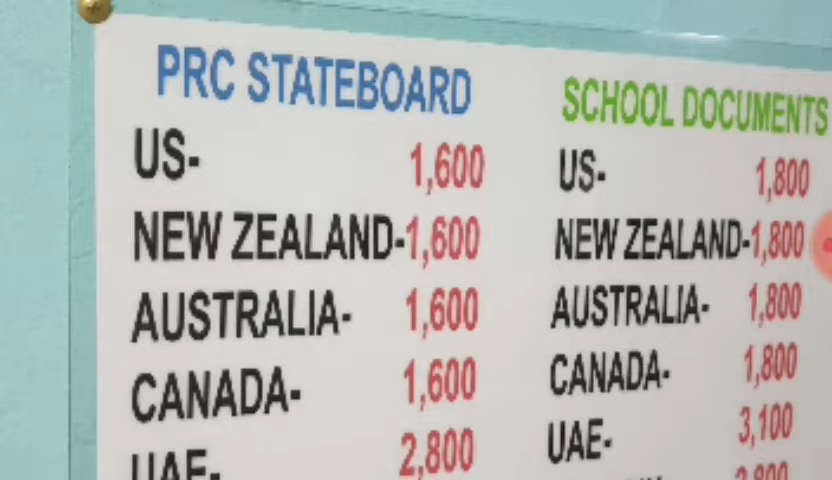 PRC STATEBOARD
US- 1,600
NEW ZEALAND-1,600
AUSTRALIA- 1,600
CANADA- 1,600
UAE- 2,800
SCHOOL DOCUMENTS
US- 1,800
NEW ZEALAND-1,800
AUSTRALIA- 1,800
CANADA- 1,800
UAE- 3,100